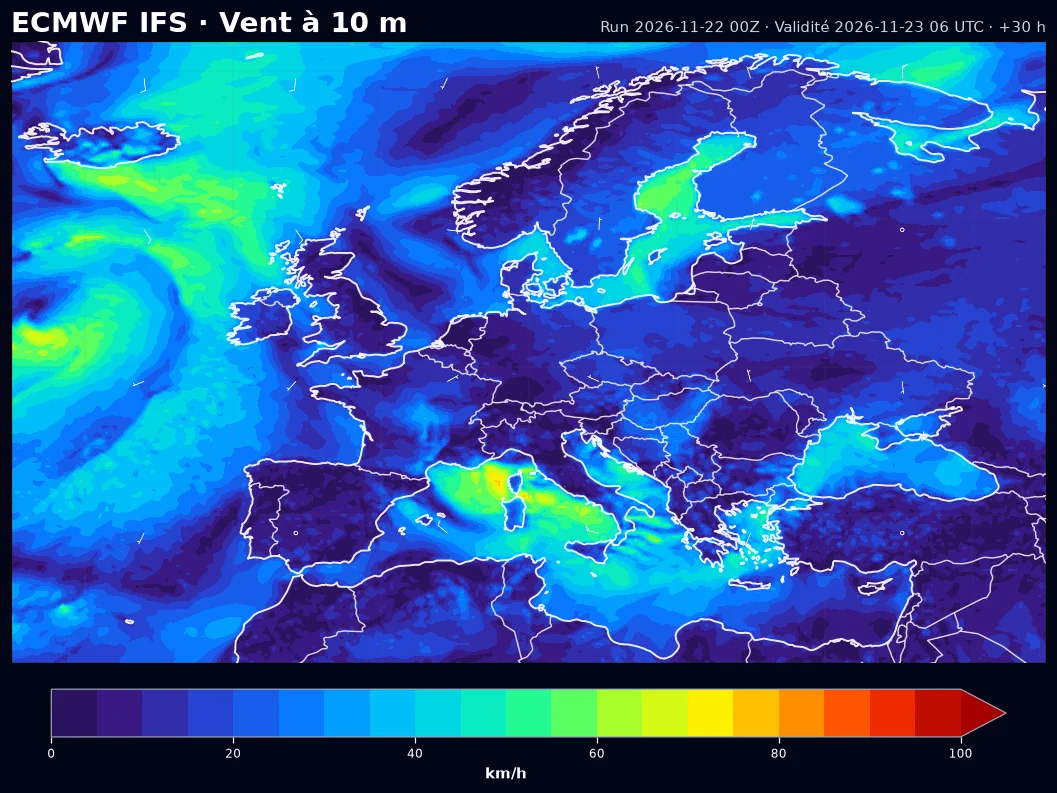 ECMWF IFS · Vent à 10 m
Run 2026-11-22 00Z · Validité 2026-11-23 06 UTC · +30 h
0 20 40 60 80 100
km/h